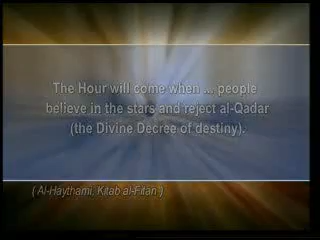 The Hour will come when ... people
believe in the stars and reject al-Qadar
(the Divine Decree of destiny).
( Al-Haythami, Kitab al-Fitan )